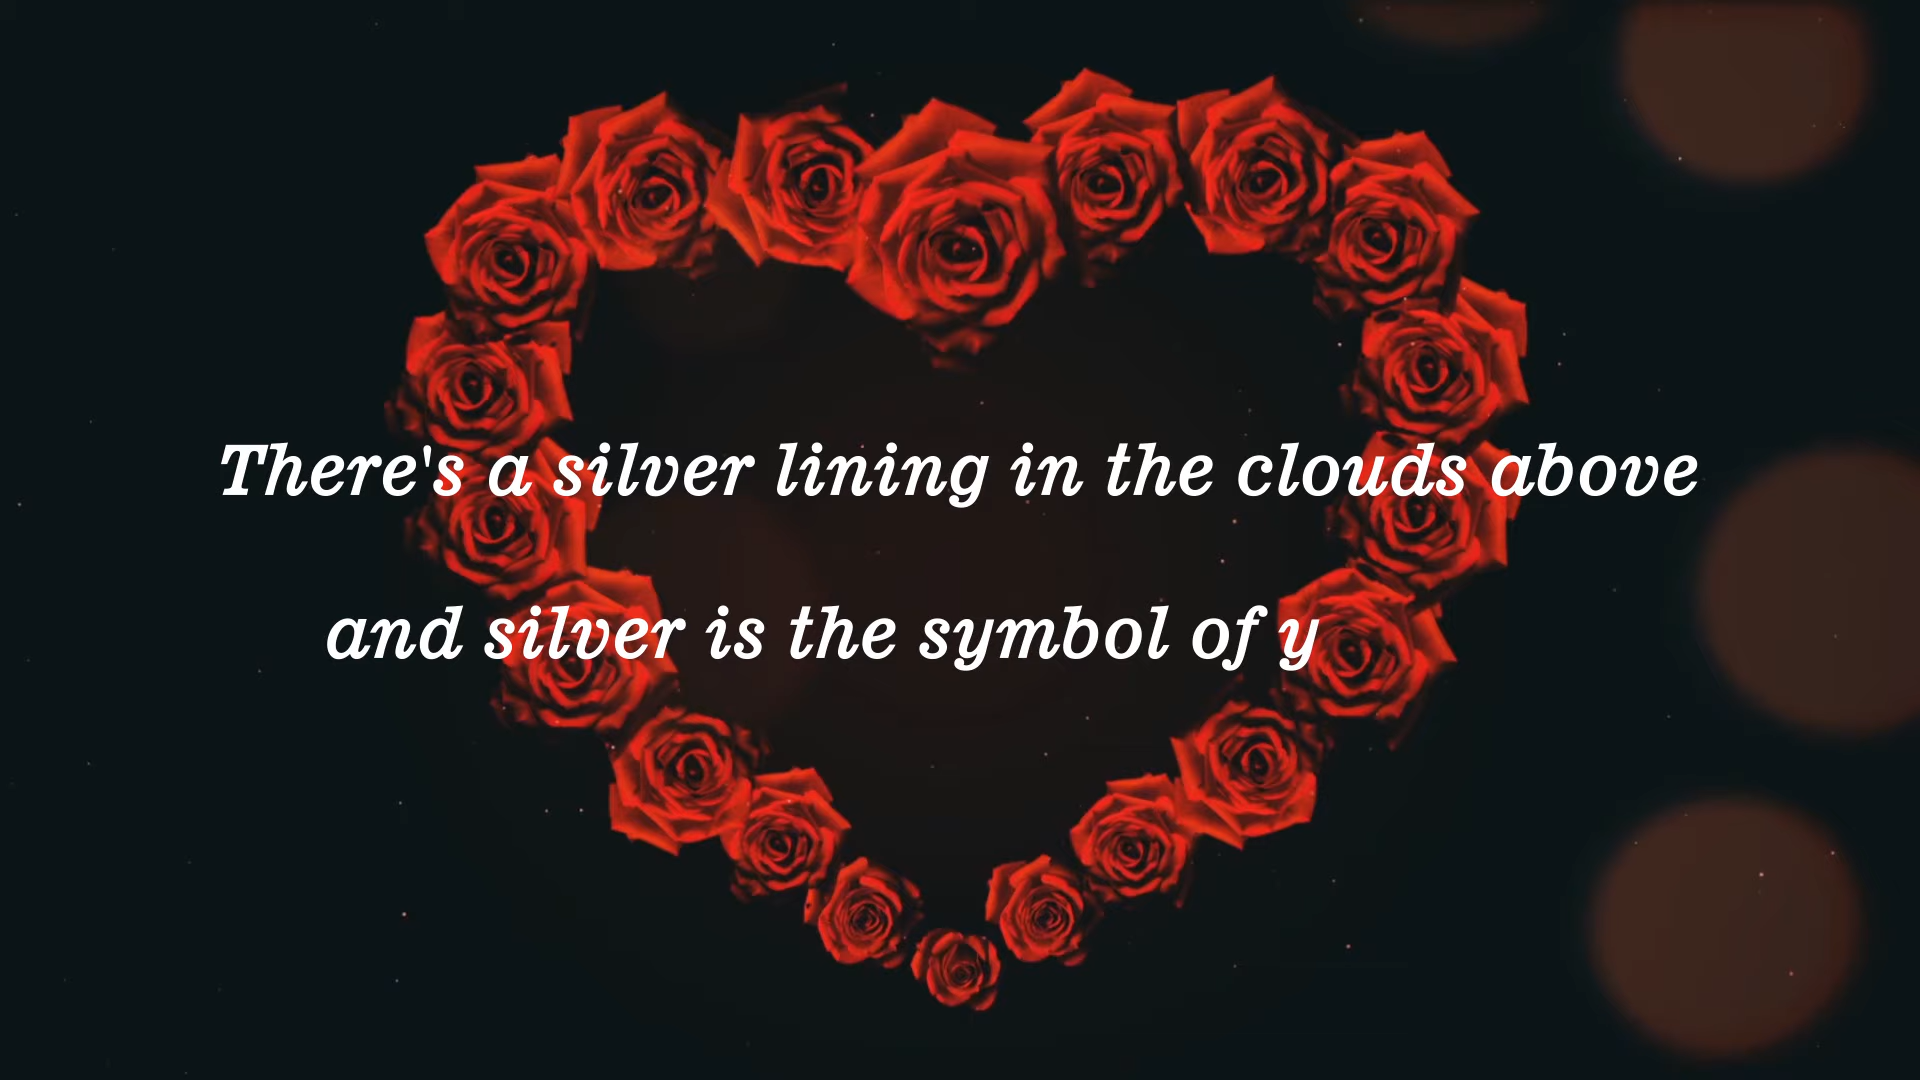 There's a silver lining in the clouds above
and silver is the symbol of y